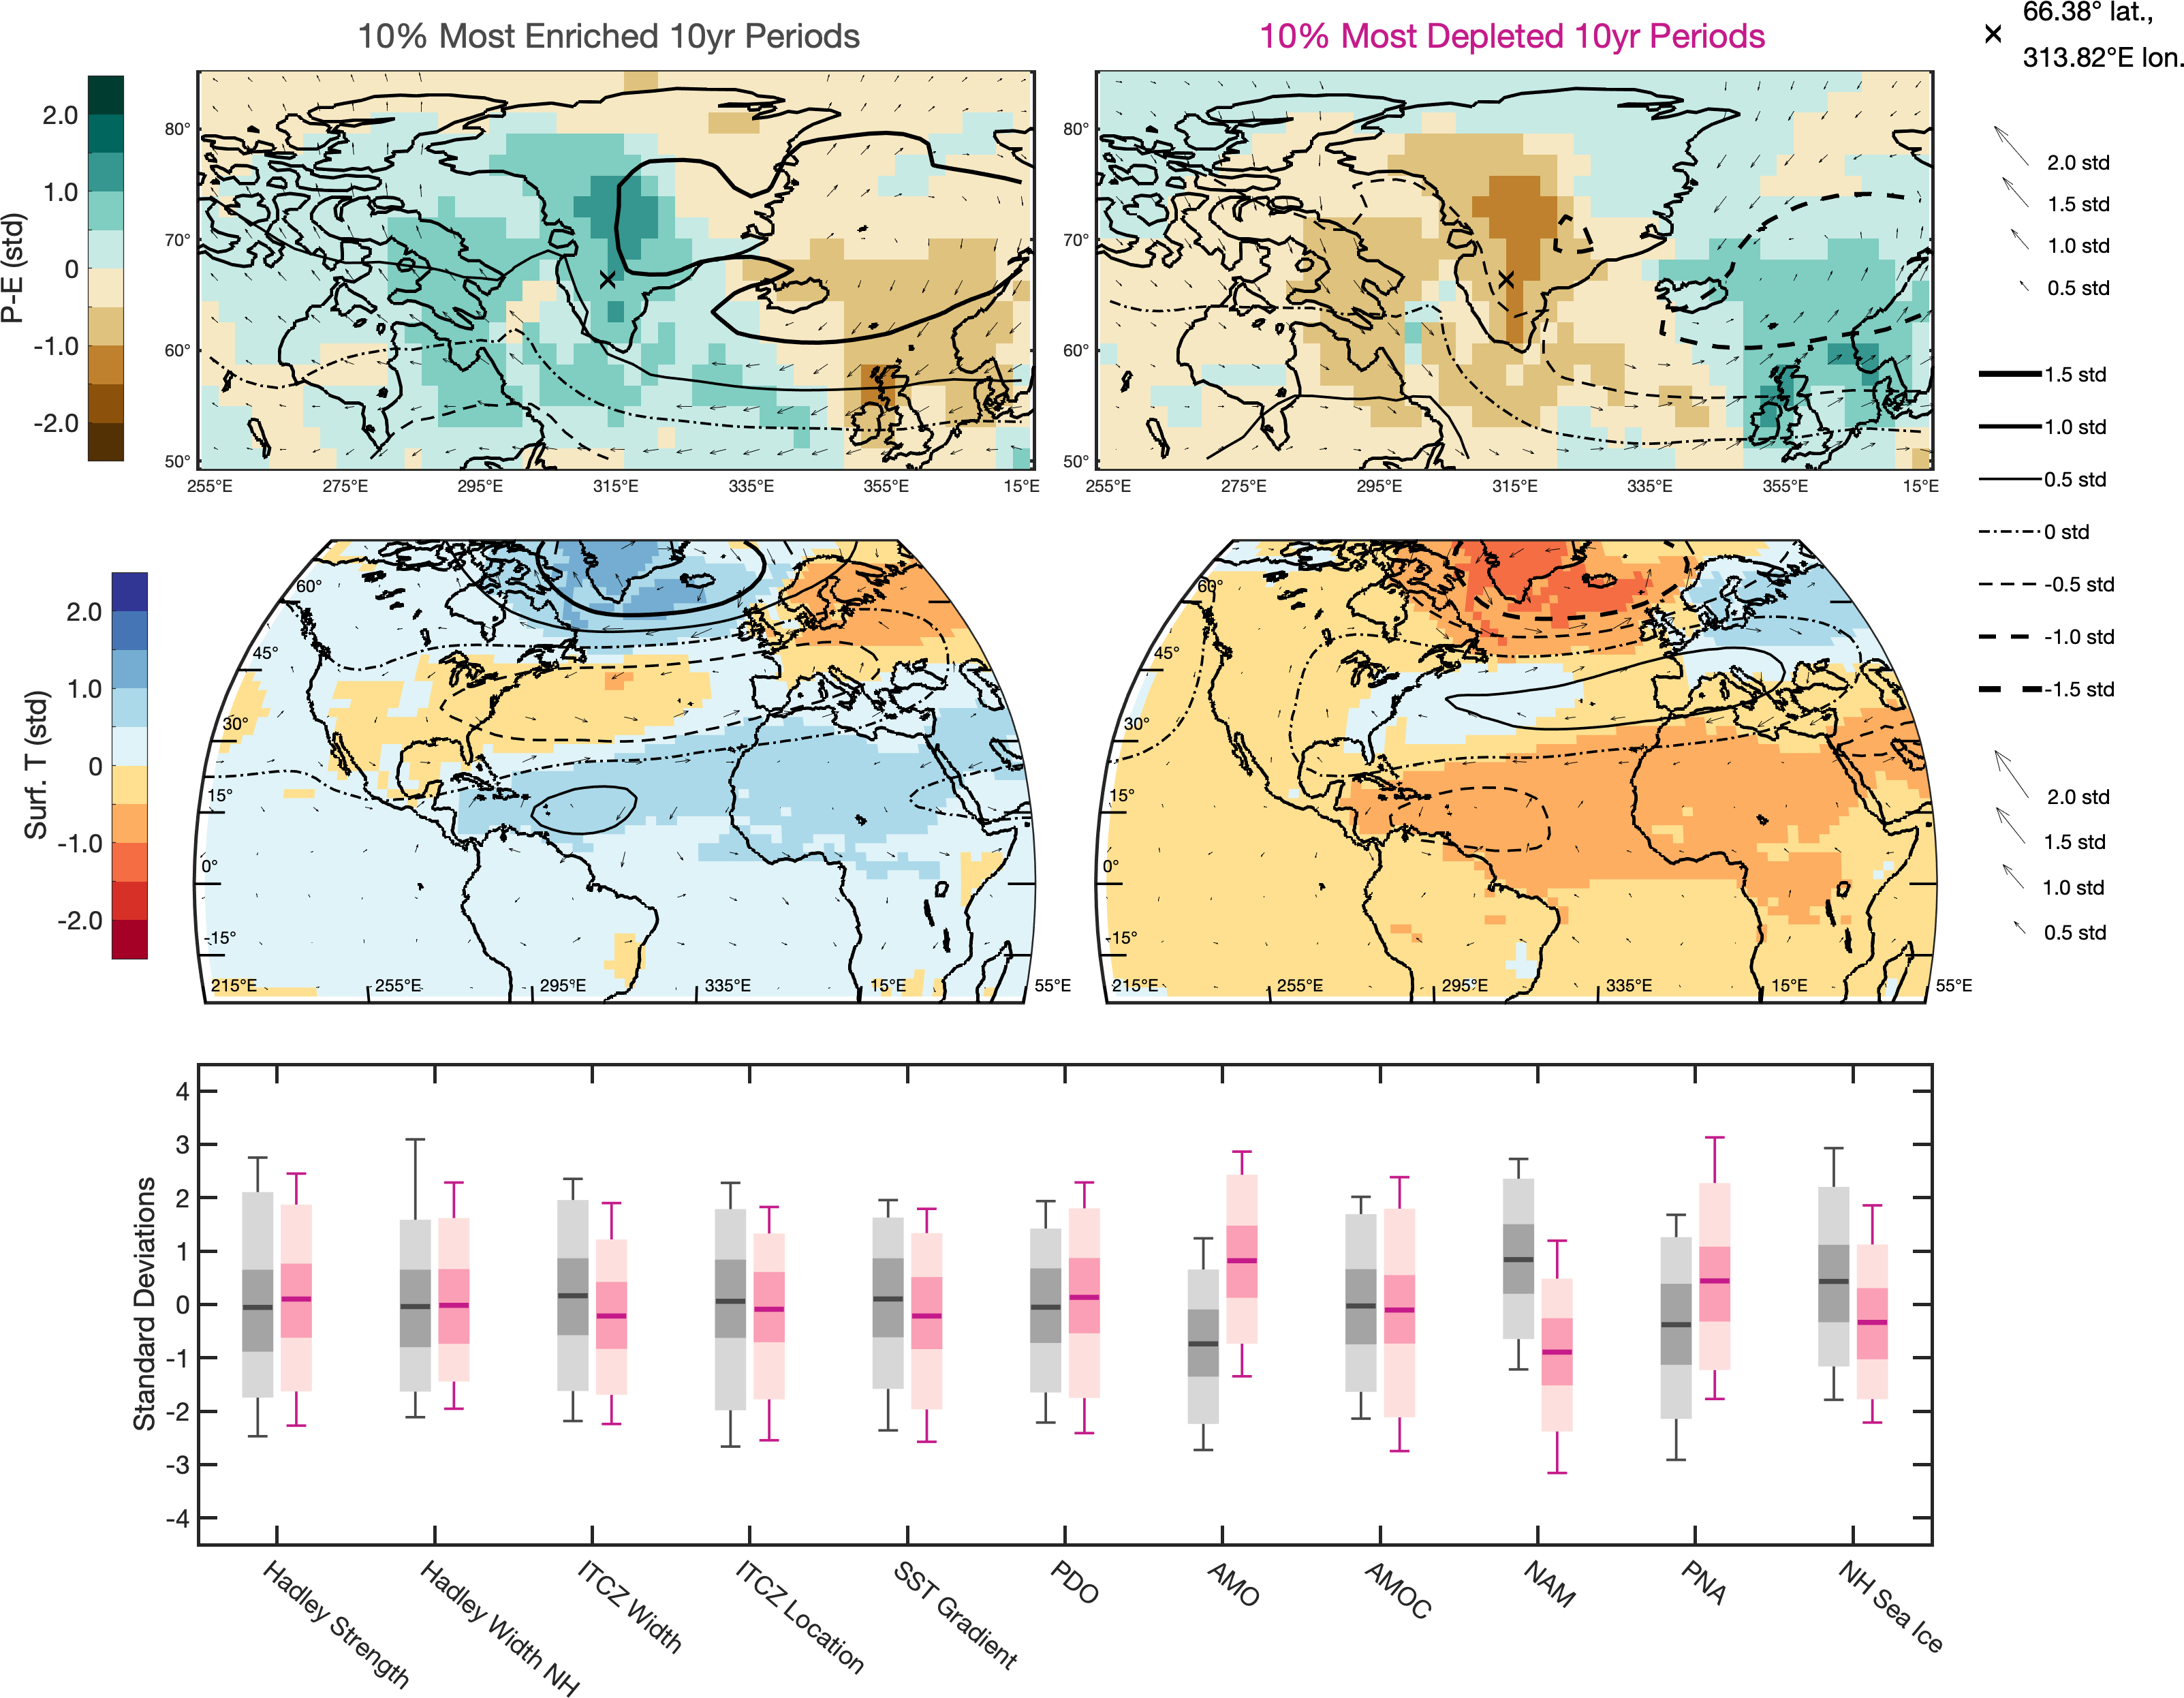 10% Most Enriched 10yr Periods
10% Most Depleted 10yr Periods
66.38° lat.,
313.82°E lon.
P-E (std)
2.0
1.0
0
-1.0
-2.0
80°
70°
60°
50°
255°E 275°E 295°E 315°E 335°E 355°E 15°E
80°
70°
60°
50°
255°E 275°E 295°E 315°E 335°E 355°E 15°E
2.0 std
1.5 std
1.0 std
0.5 std
1.5 std
1.0 std
0.5 std
0 std
-0.5 std
-1.0 std
-1.5 std
Surf. T (std)
2.0
1.0
0
-1.0
-2.0
60°
45°
30°
15°
0°
-15°
215°E 255°E 295°E 335°E 15°E 55°E
60°
45°
30°
15°
0°
-15°
215°E 255°E 295°E 335°E 15°E 55°E
2.0 std
1.5 std
1.0 std
0.5 std
Standard Deviations
4
3
2
1
0
-1
-2
-3
-4
Hadley Strength
Hadley Width NH
ITCZ Width
ITCZ Location
SST Gradient
PDO
AMO
AMOC
NAM
PNA
NH Sea Ice